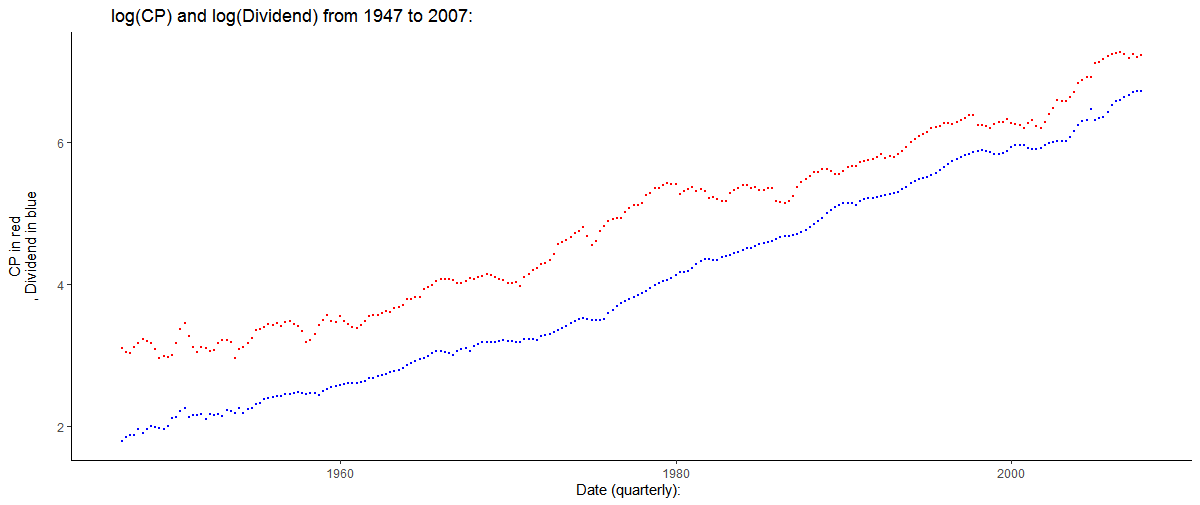 log(CP) and log(Dividend) from 1947 to 2007:
CP in red
, Dividend in blue
6
4
2
1960
1980
2000
Date (quarterly):